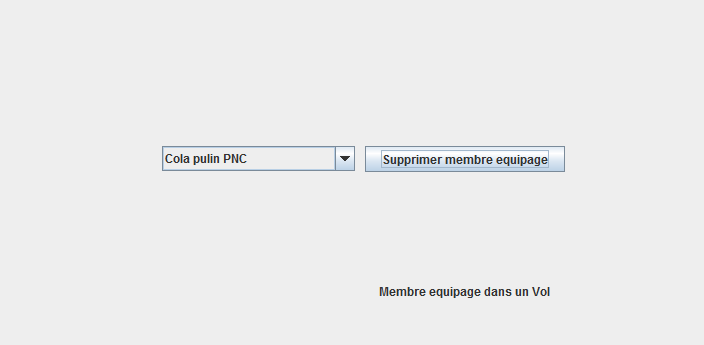 Cola pulin PNC
Supprimer membre equipage
Membre equipage dans un Vol